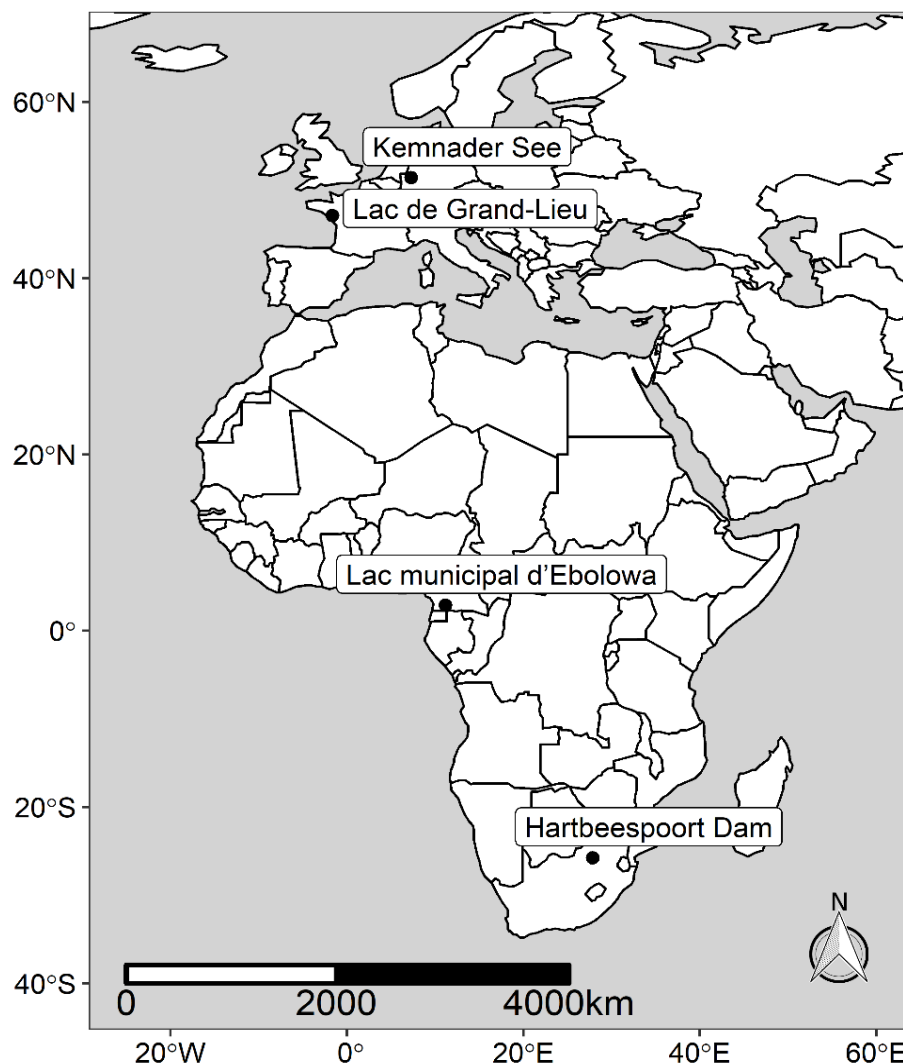 60°N
Kemnader See
Lac de Grand-Lieu
40°N
20°N
Lac municipal d'Ebolowa
0°
20°S
Hartbeespoort Dam
N
40°S
0 2000 4000km
20°W 0° 20°E 40°E 60°E